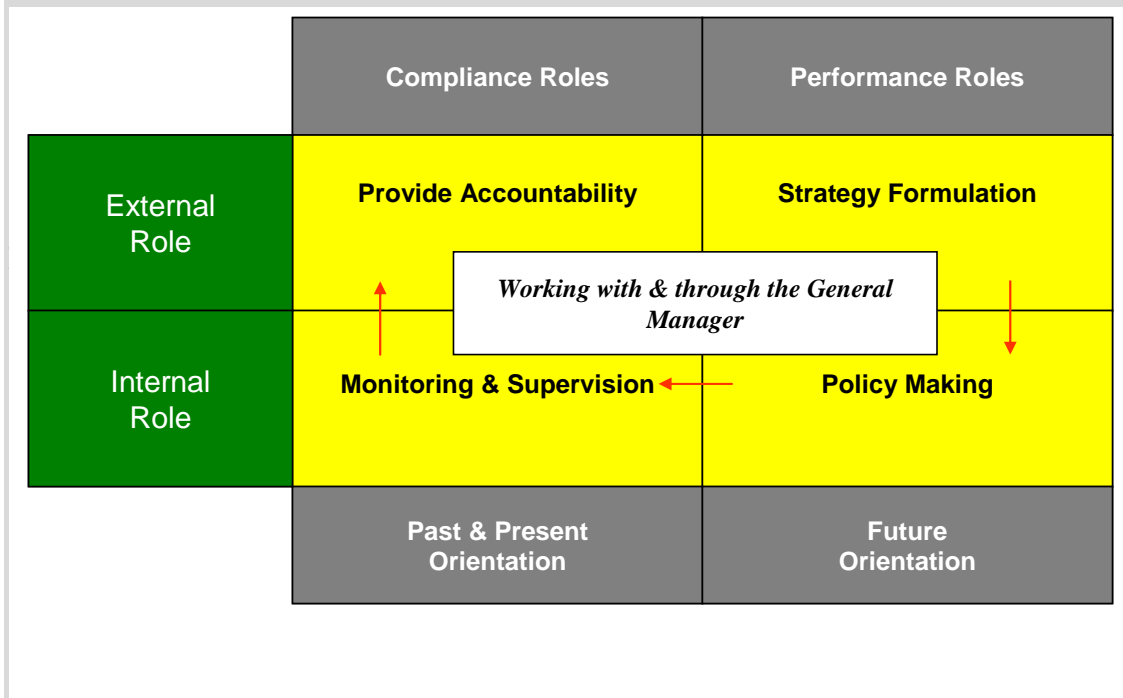 Compliance Roles
Performance Roles
External
Role
Provide Accountability
Strategy Formulation
Working with & through the General
Manager
Internal
Role
Monitoring & Supervision
Policy Making
Past & Present
Orientation
Future
Orientation